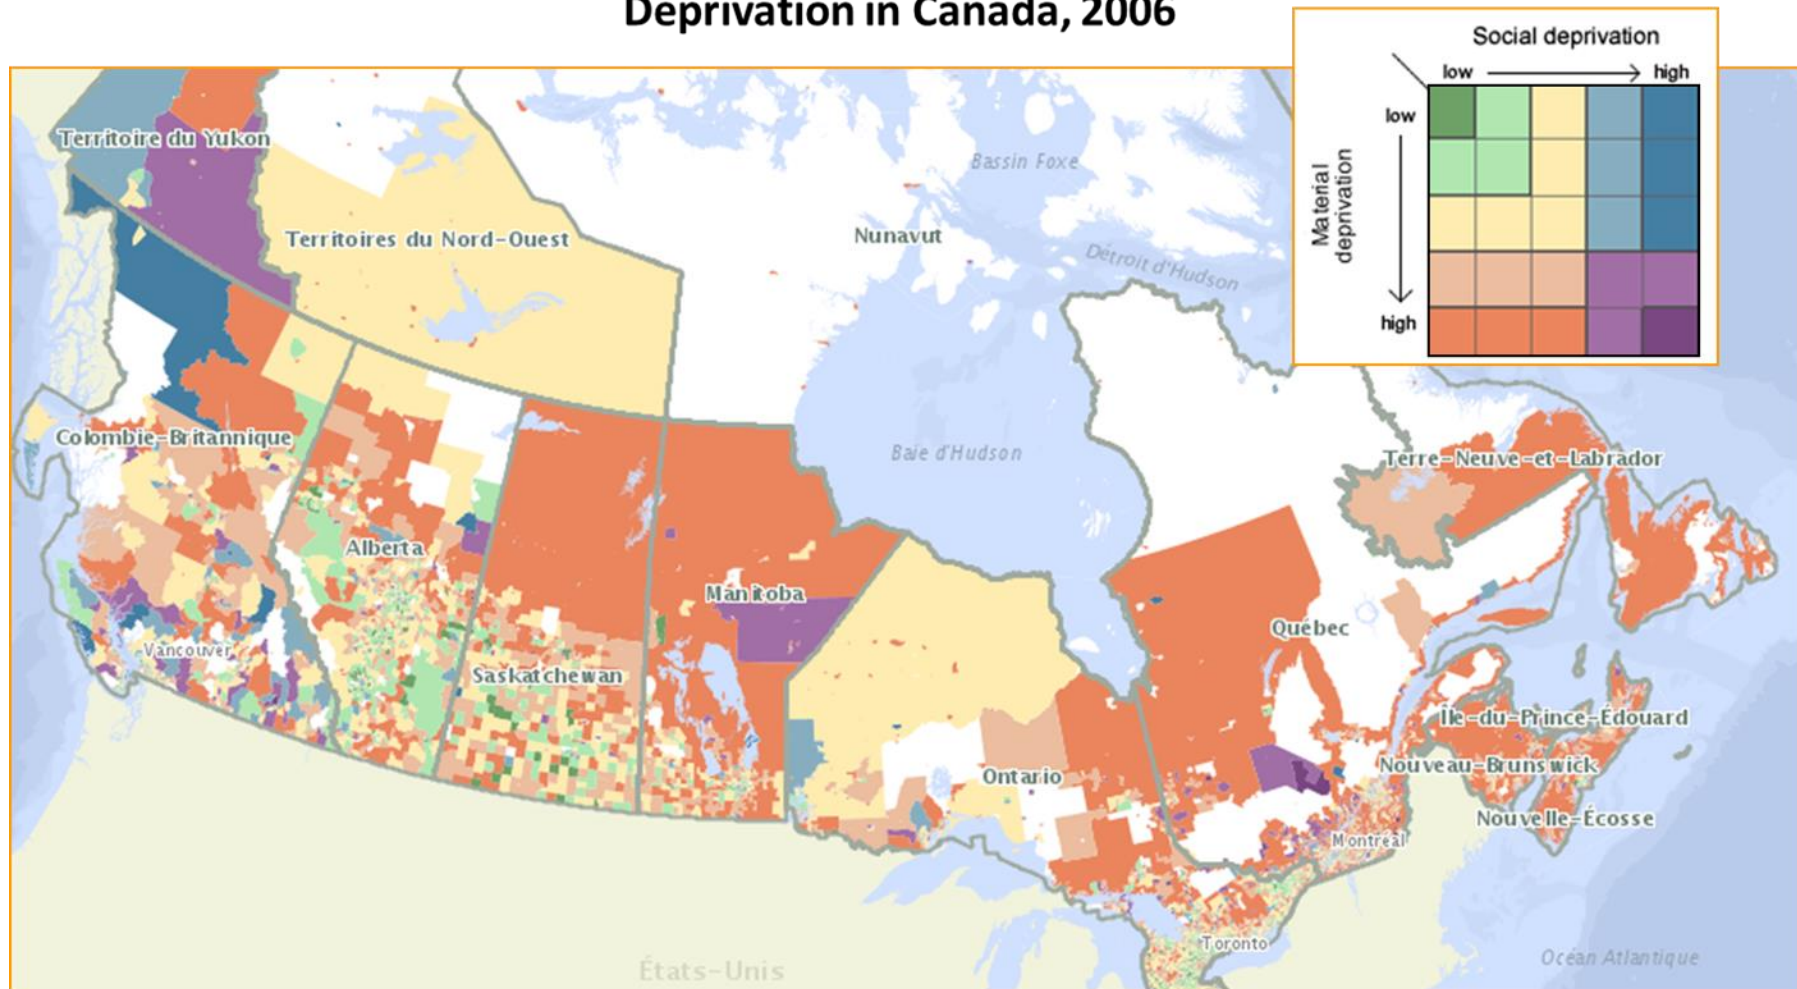 Deprivation in Canada, 2006
Social deprivation
low high
low
Material
deprivation
high
Territoire du Yukon
Bassin Foxe
Territoires du Nord-Ouest
Nunavut
Détroit d'Hudson
Colombie-Britannique
Baie d'Hudson
Terre-Neuve-et-Labrador
Alberta
Manitoba
Québec
Vancouver
Saskatchewan
Île-du-Prince-Édouard
Ontario
Nouveau-Brunswick
Nouvelle-Écosse
Montréal
Toronto
États-Unis
Océan Atlantique